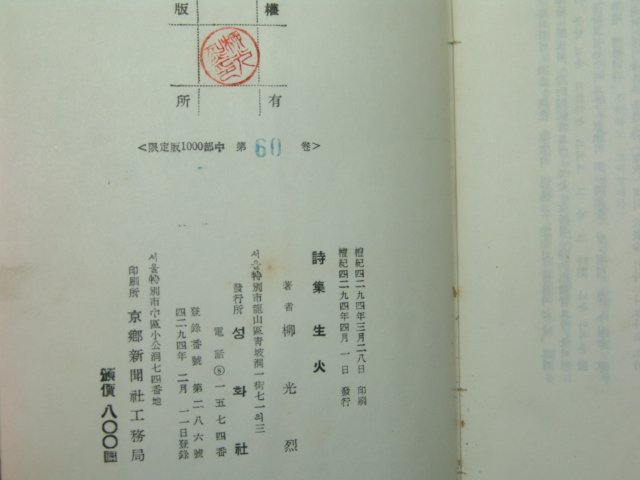 版權
所有
<限定版1000部中 第 60 卷>
檀紀四二九四年三月二八日 印刷
檀紀四二九四年四月 一日 發行
詩集 生火
著者 柳光烈
서울特別市龍山區靑坡洞一街七一의三
發行所 성화社
電話⑧一五七四番
登錄番號 第二八六號
四二九四年 二月 一一日登錄
서울特別市中區小公洞七四番地
印刷所 京鄕新聞社工務局
頒價 八〇〇圜